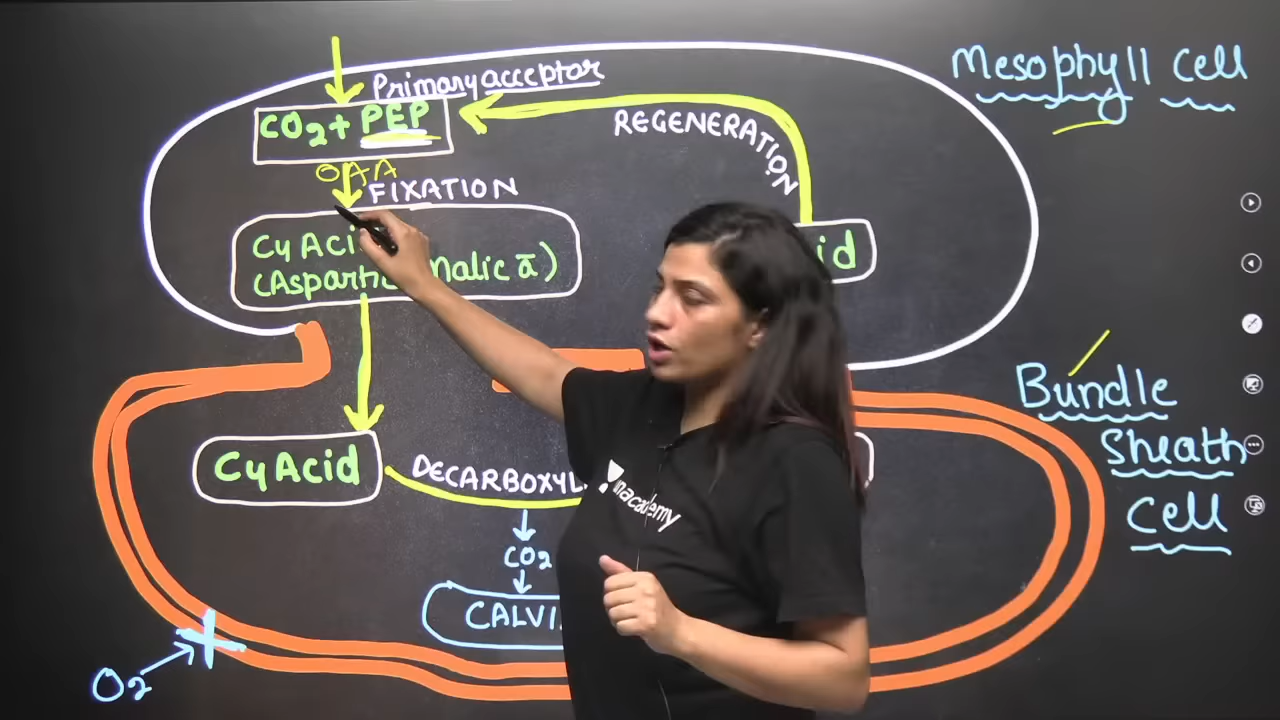 Mesophyll Cell
Primary acceptor
CO2 + PEP
REGENERATION
OAA
FIXATION
C4 Aci
(Aspartic Malic ā)
id
Bundle
Sheath
Cell
C4 Acid
DECARBOXYL
unacademy
CO2
CALVI
O2